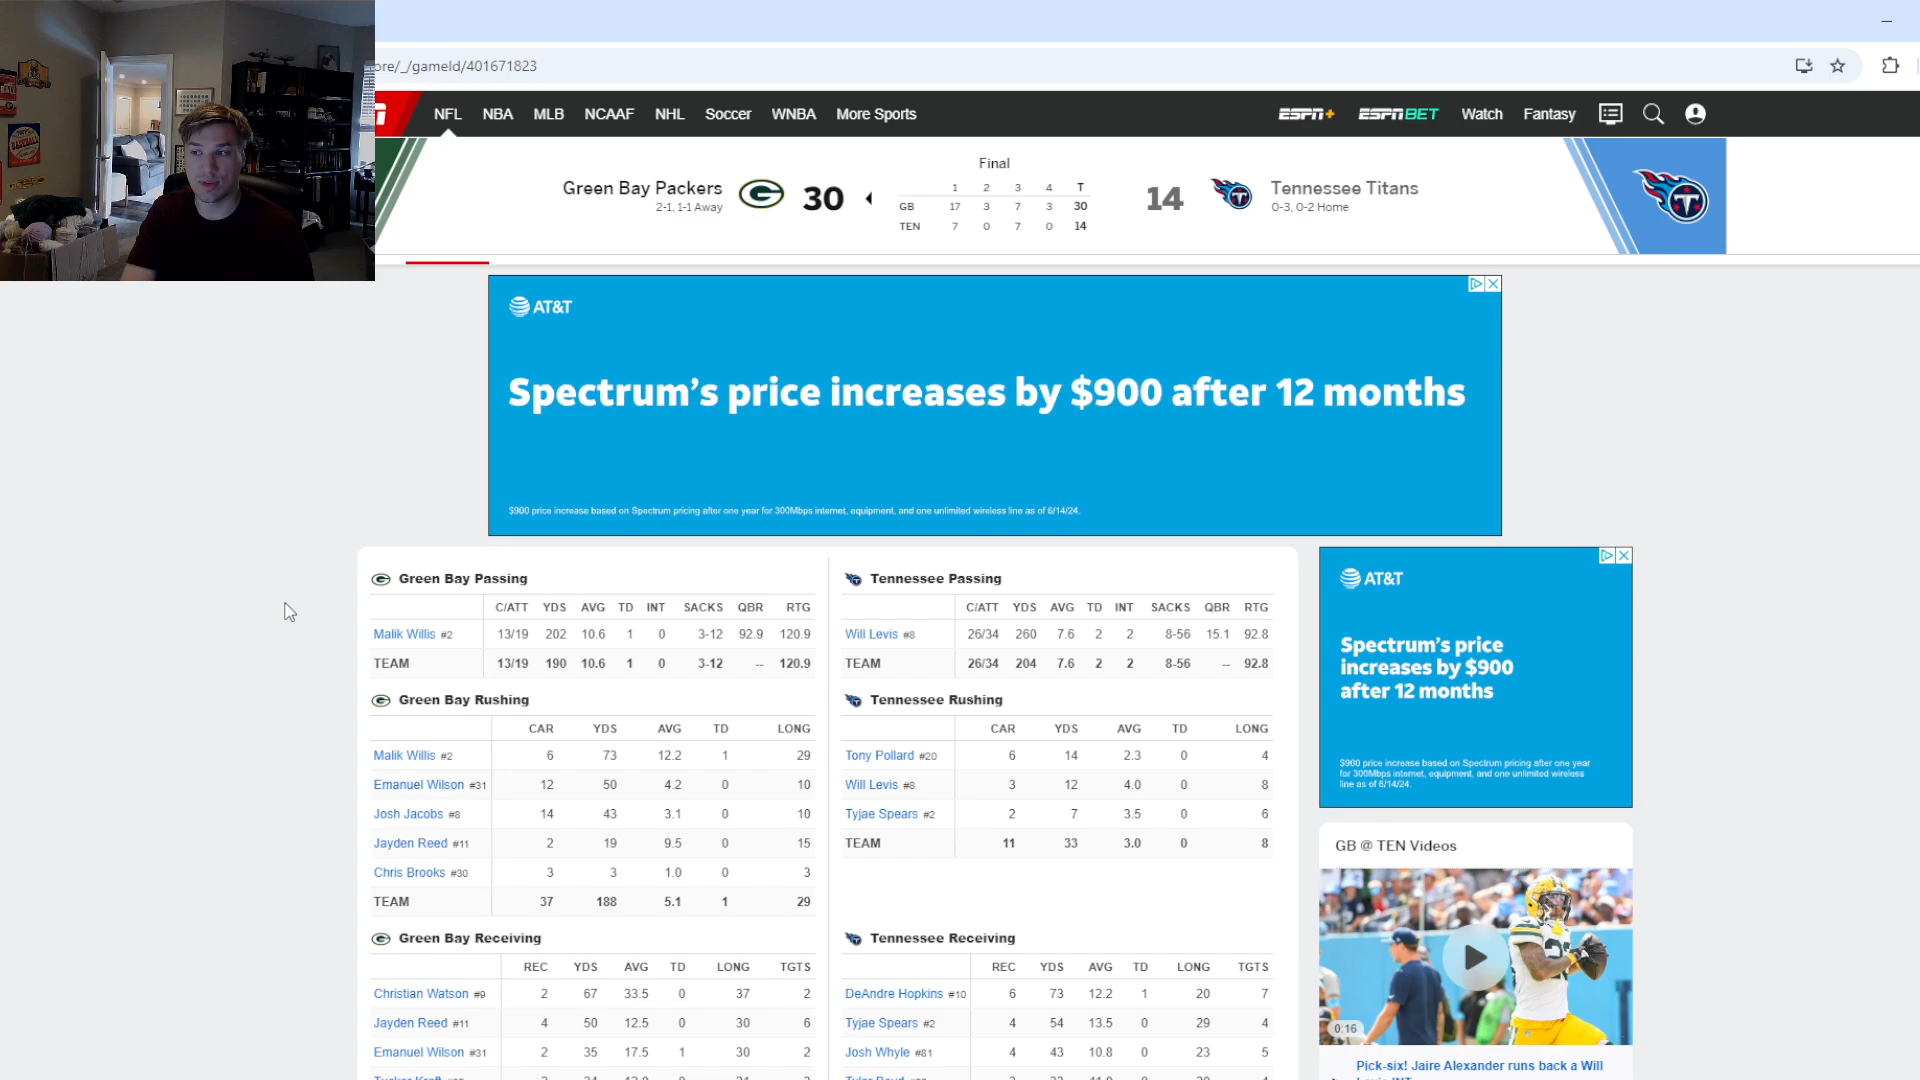 ore/_/gameId/401671823
NFL NBA MLB NCAAF NHL Soccer WNBA More Sports
ESPN+ ESPNBET Watch Fantasy
Green Bay Packers
2-1, 1-1 Away
30
Final
1 2 3 4 T
GB 17 3 7 3 30
TEN 7 0 7 0 14
14
Tennessee Titans
0-3, 0-2 Home
AT&T
Spectrum's price increases by $900 after 12 months
$900 price increase based on Spectrum pricing after one year for 300Mbps internet, equipment, and one unlimited wireless line as of 6/14/24.
Green Bay Passing
C/ATT YDS AVG TD INT SACKS QBR RTG
Malik Willis #2 13/19 202 10.6 1 0 3-12 92.9 120.9
TEAM 13/19 190 10.6 1 0 3-12 -- 120.9
Tennessee Passing
C/ATT YDS AVG TD INT SACKS QBR RTG
Will Levis #8 26/34 260 7.6 2 2 8-56 15.1 92.8
TEAM 26/34 204 7.6 2 2 8-56 -- 92.8
Green Bay Rushing
CAR YDS AVG TD LONG
Malik Willis #2 6 73 12.2 1 29
Emanuel Wilson #31 12 50 4.2 0 10
Josh Jacobs #8 14 43 3.1 0 10
Jayden Reed #11 2 19 9.5 0 15
Chris Brooks #30 3 3 1.0 0 3
TEAM 37 188 5.1 1 29
Tennessee Rushing
CAR YDS AVG TD LONG
Tony Pollard #20 6 14 2.3 0 4
Will Levis #8 3 12 4.0 0 8
Tyjae Spears #2 2 7 3.5 0 6
TEAM 11 33 3.0 0 8
Green Bay Receiving
REC YDS AVG TD LONG TGTS
Christian Watson #9 2 67 33.5 0 37 2
Jayden Reed #11 4 50 12.5 0 30 6
Emanuel Wilson #31 2 35 17.5 1 30 2
Tennessee Receiving
REC YDS AVG TD LONG TGTS
DeAndre Hopkins #10 6 73 12.2 1 20 7
Tyjae Spears #2 4 54 13.5 0 29 4
Josh Whyle #81 4 43 10.8 0 23 5
AT&T
Spectrum's price
increases by $900
after 12 months
$900 price increase based on Spectrum pricing after one year
for 300Mbps internet, equipment, and one unlimited wireless
line as of 6/14/24.
GB @ TEN Videos
0:16
Pick-six! Jaire Alexander runs back a Will